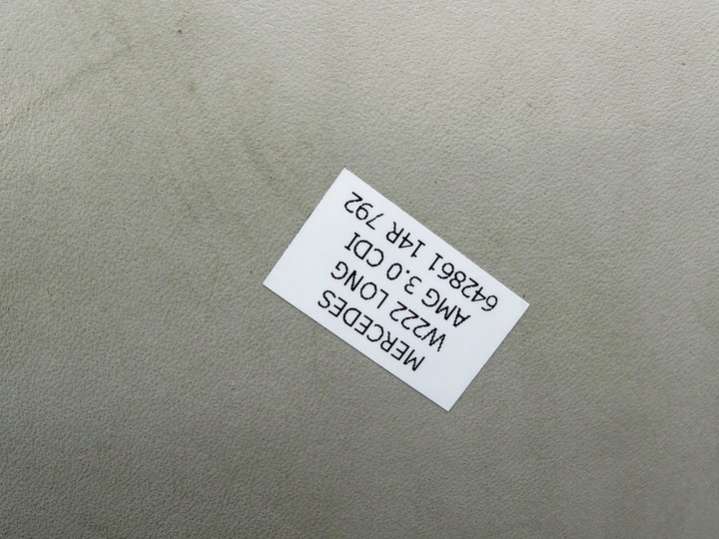 MERCEDES
W222 LONG
AMG 3.0 CDI
642861 14R 792